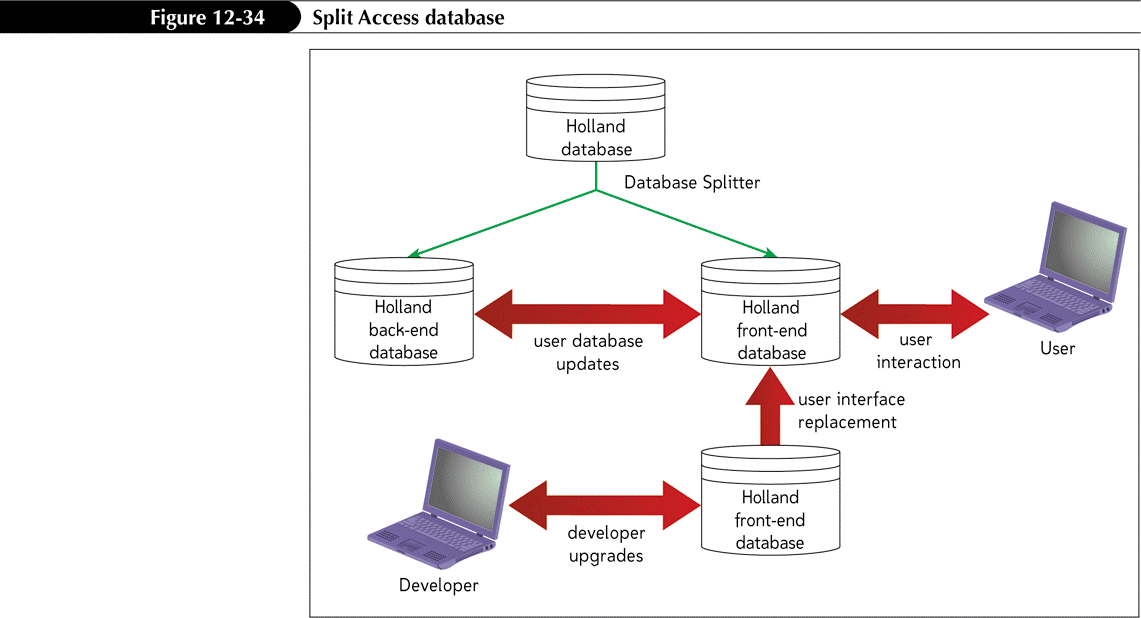 Figure 12-34
Split Access database
Holland
database
Database Splitter
Holland
back-end
database
user database
updates
Holland
front-end
database
user
interaction
User
user interface
replacement
Developer
developer
upgrades
Holland
front-end
database